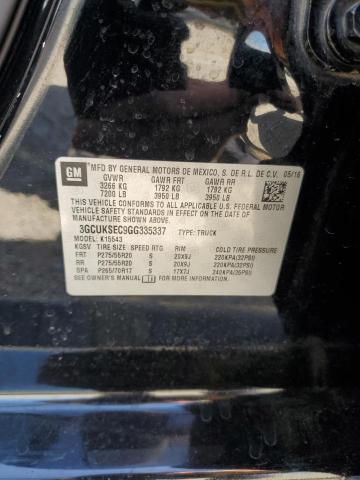 GM
MFD BY GENERAL MOTORS DE MEXICO, S. DE R.L. DE C.V. 05/16
GVWR GAWR FRT GAWR RR
3266 KG 1792 KG 1792 KG
7200 LB 3950 LB 3950 LB
THIS VEHICLE CONFORMS TO ALL APPLICABLE U.S. FEDERAL MOTOR
VEHICLE SAFETY STANDARDS IN EFFECT ON THE DATE OF
MANUFACTURE SHOWN ABOVE.
3GCUKSEC9GG335337 TYPE: TRUCK
MODEL: K15543
KGSV TIRE SIZE SPEED RTG RIM COLD TIRE PRESSURE
FRT P275/55R20 S 20X9J 220KPA(32PSI)
RR P275/55R20 S 20X9J 220KPA(32PSI)
SPA P265/70R17 S 17X7J 240KPA(35PSI)
SEE OWNER'S MANUAL FOR MORE INFORMATION.